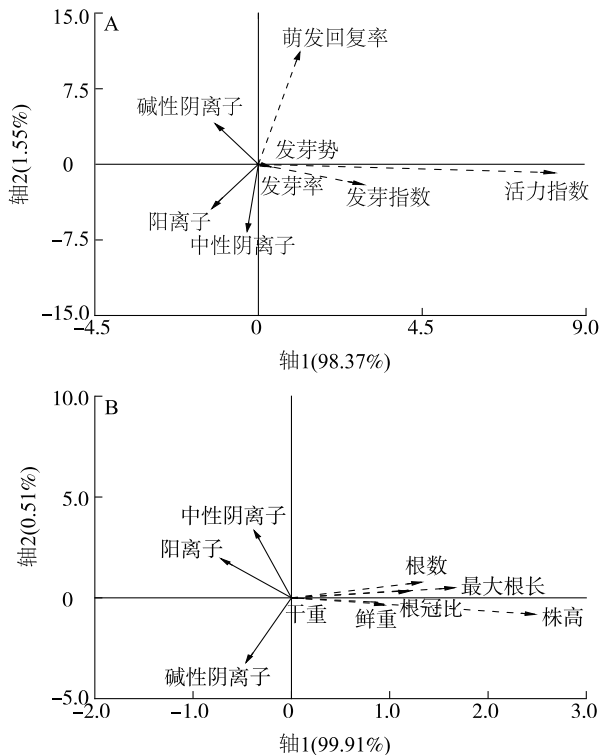 A
15.0
萌发回复率
7.5
碱性阴离子
发芽势
0
发芽率
发芽指数
活力指数
阳离子
中性阴离子
-7.5
-15.0
-4.5
0
4.5
9.0
轴2(1.55%)
轴1(98.37%)
B
10.0
5.0
中性阴离子
阳离子
根数
最大根长
0
干重
鲜重
根冠比
株高
碱性阴离子
-5.0
-2.0
-1.0
0
1.0
2.0
3.0
轴2(0.51%)
轴1(99.91%)